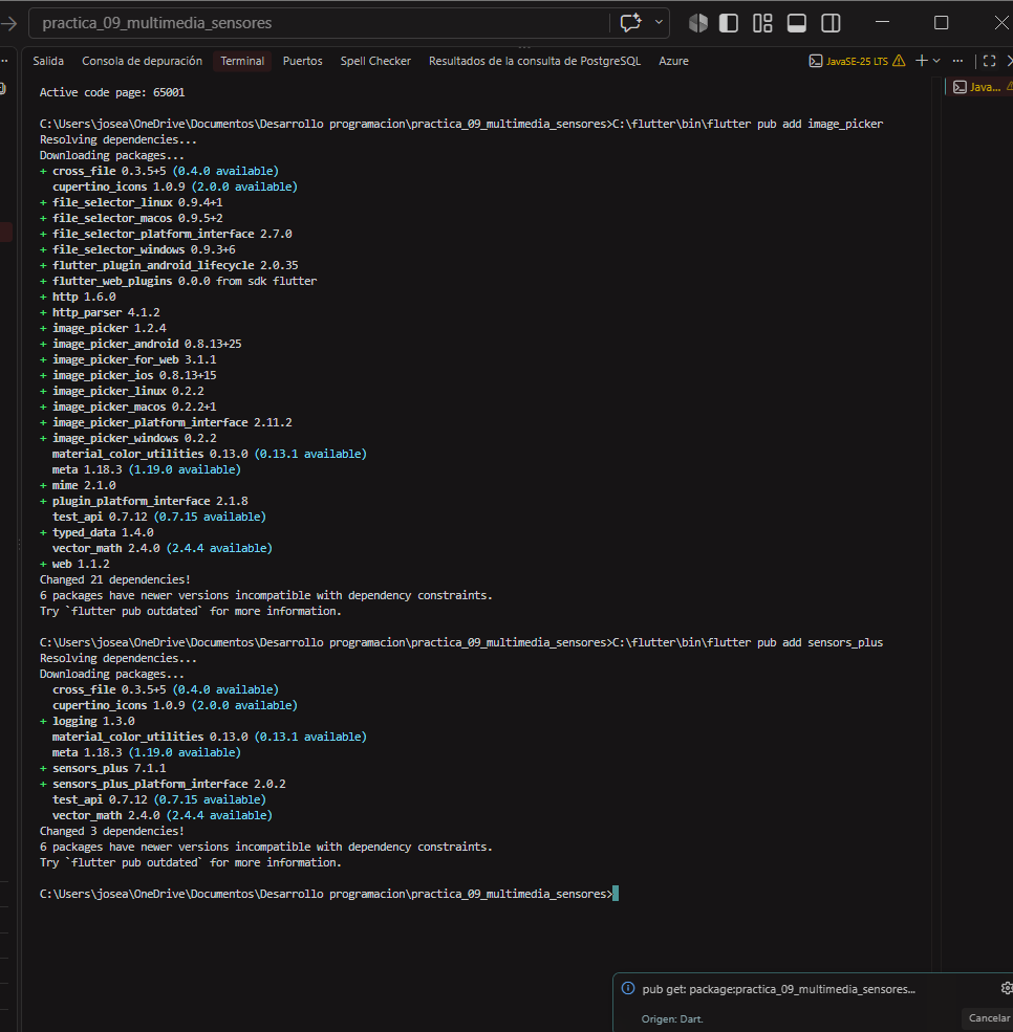 practica_09_multimedia_sensores
Salida Consola de depuración Terminal Puertos Spell Checker Resultados de la consulta de PostgreSQL Azure JavaSE-25 LTS
Java...
Active code page: 65001
C:\Users\josea\OneDrive\Documentos\Desarrollo programacion\practica_09_multimedia_sensores>C:\flutter\bin\flutter pub add image_picker
Resolving dependencies...
Downloading packages...
+ cross_file 0.3.5+5 (0.4.0 available)
cupertino_icons 1.0.9 (2.0.0 available)
+ file_selector_linux 0.9.4+1
+ file_selector_macos 0.9.5+2
+ file_selector_platform_interface 2.7.0
+ file_selector_windows 0.9.3+6
+ flutter_plugin_android_lifecycle 2.0.35
+ flutter_web_plugins 0.0.0 from sdk flutter
+ http 1.6.0
+ http_parser 4.1.2
+ image_picker 1.2.4
+ image_picker_android 0.8.13+25
+ image_picker_for_web 3.1.1
+ image_picker_ios 0.8.13+15
+ image_picker_linux 0.2.2
+ image_picker_macos 0.2.2+1
+ image_picker_platform_interface 2.11.2
+ image_picker_windows 0.2.2
material_color_utilities 0.13.0 (0.13.1 available)
meta 1.18.3 (1.19.0 available)
+ mime 2.1.0
+ plugin_platform_interface 2.1.8
test_api 0.7.12 (0.7.15 available)
+ typed_data 1.4.0
vector_math 2.4.0 (2.4.4 available)
+ web 1.1.2
Changed 21 dependencies!
6 packages have newer versions incompatible with dependency constraints.
Try `flutter pub outdated` for more information.
C:\Users\josea\OneDrive\Documentos\Desarrollo programacion\practica_09_multimedia_sensores>C:\flutter\bin\flutter pub add sensors_plus
Resolving dependencies...
Downloading packages...
cross_file 0.3.5+5 (0.4.0 available)
cupertino_icons 1.0.9 (2.0.0 available)
+ logging 1.3.0
material_color_utilities 0.13.0 (0.13.1 available)
meta 1.18.3 (1.19.0 available)
+ sensors_plus 7.1.1
+ sensors_plus_platform_interface 2.0.2
test_api 0.7.12 (0.7.15 available)
vector_math 2.4.0 (2.4.4 available)
Changed 3 dependencies!
6 packages have newer versions incompatible with dependency constraints.
Try `flutter pub outdated` for more information.
C:\Users\josea\OneDrive\Documentos\Desarrollo programacion\practica_09_multimedia_sensores>
pub get: package:practica_09_multimedia_sensores...
Origen: Dart.
Cancelar